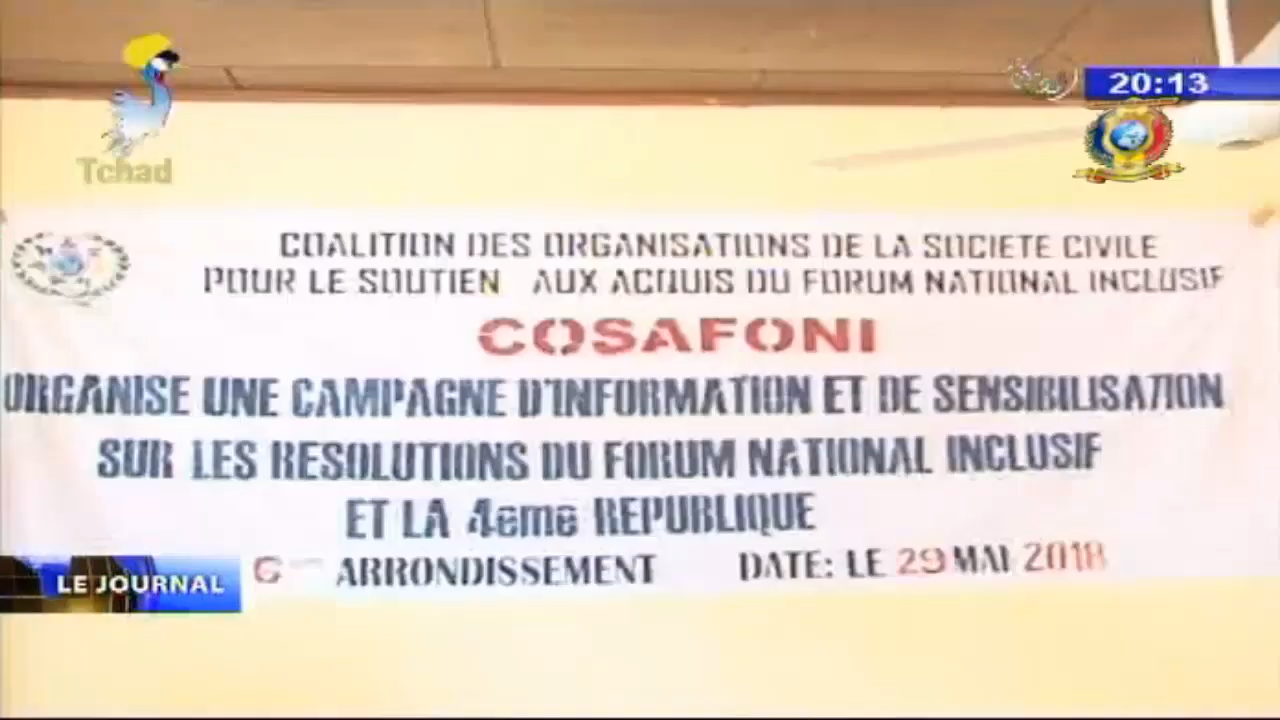 Tchad
20:13
COALITION DES ORGANISATIONS DE LA SOCIETE CIVILE
POUR LE SOUTIEN AUX ACQUIS DU FORUM NATIONAL INCLUSIF
COSAFONI
ORGANISE UNE CAMPAGNE D'INFORMATION ET DE SENSIBILISATION
SUR LES RESOLUTIONS DU FORUM NATIONAL INCLUSIF
ET LA 4eme REPUBLIQUE
ARRONDISSEMENT DATE: LE 29 MAI 2018
LE JOURNAL